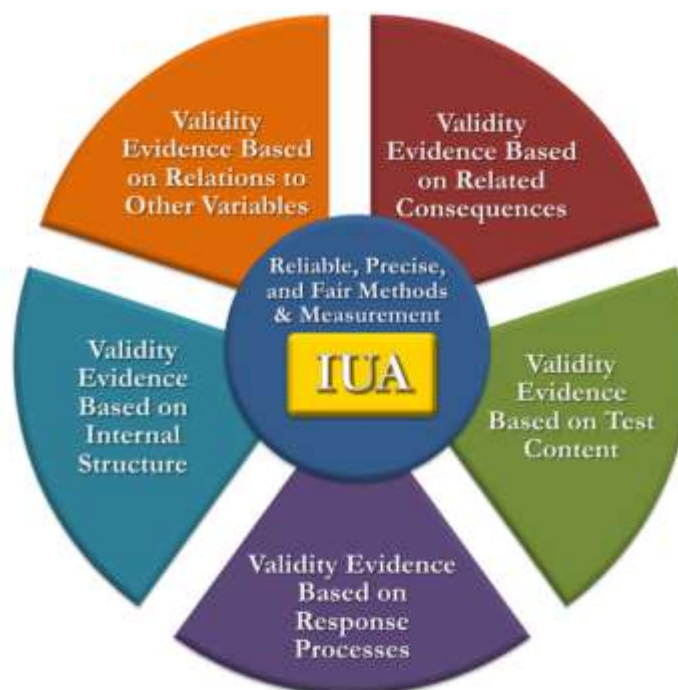 Validity
Evidence Based
on Relations to
Other Variables
Validity
Evidence Based
on Related
Consequences
Reliable, Precise,
and Fair Methods
& Measurement
IUA
Validity
Evidence
Based on
Internal
Structure
Validity
Evidence
Based on Test
Content
Validity Evidence
Based on
Response
Processes